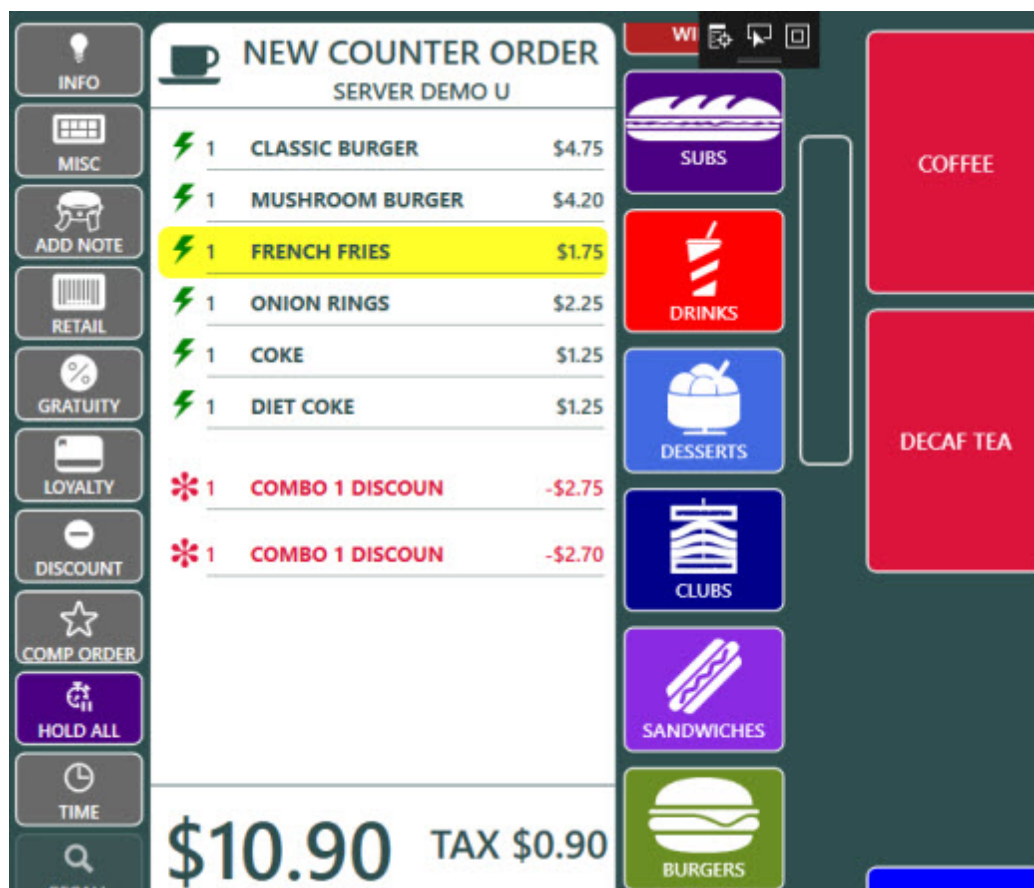 INFO
MISC
ADD NOTE
RETAIL
GRATUITY
LOYALTY
DISCOUNT
COMP ORDER
HOLD ALL
TIME
NEW COUNTER ORDER
SERVER DEMO U
1 CLASSIC BURGER $4.75
1 MUSHROOM BURGER $4.20
1 FRENCH FRIES $1.75
1 ONION RINGS $2.25
1 COKE $1.25
1 DIET COKE $1.25
1 COMBO 1 DISCOUN -$2.75
1 COMBO 1 DISCOUN -$2.70
$10.90 TAX $0.90
WI
SUBS
DRINKS
DESSERTS
CLUBS
SANDWICHES
BURGERS
COFFEE
DECAF TEA